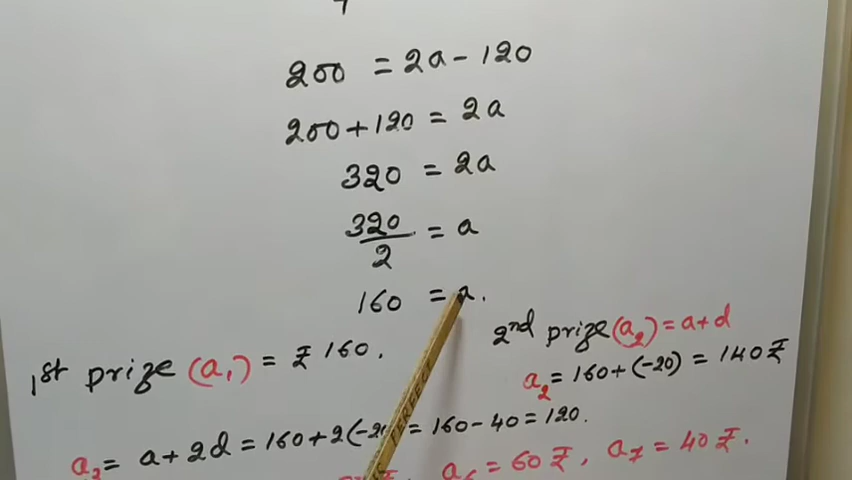 200 = 2a - 120
200 + 120 = 2a
320 = 2a
320/2 = a
160 = a.
1st prize (a₁) = ₹ 160.
2nd prize (a₂) = a + d
a₂ = 160 + (-20) = 140 ₹
a₃ = a + 2d = 160 + 2(-20) = 160 - 40 = 120.
a₆ = 60 ₹, a₇ = 40 ₹.
PERFECT